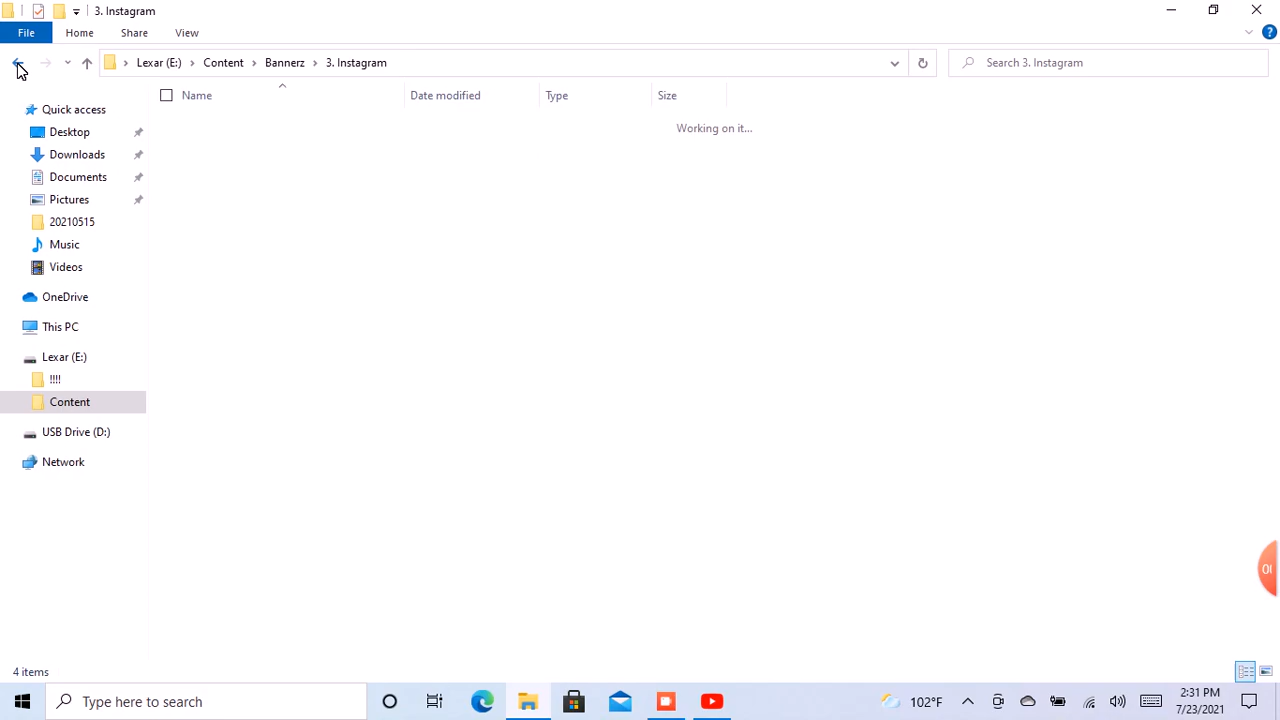 3. Instagram
File Home Share View
Lexar (E:) Content Bannerz 3. Instagram Search 3. Instagram
Name Date modified Type Size
Working on it...
Quick access
Desktop
Downloads
Documents
Pictures
20210515
Music
Videos
OneDrive
This PC
Lexar (E:)
!!!!
Content
USB Drive (D:)
Network
4 items
Type here to search
102°F
2:31 PM
7/23/2021